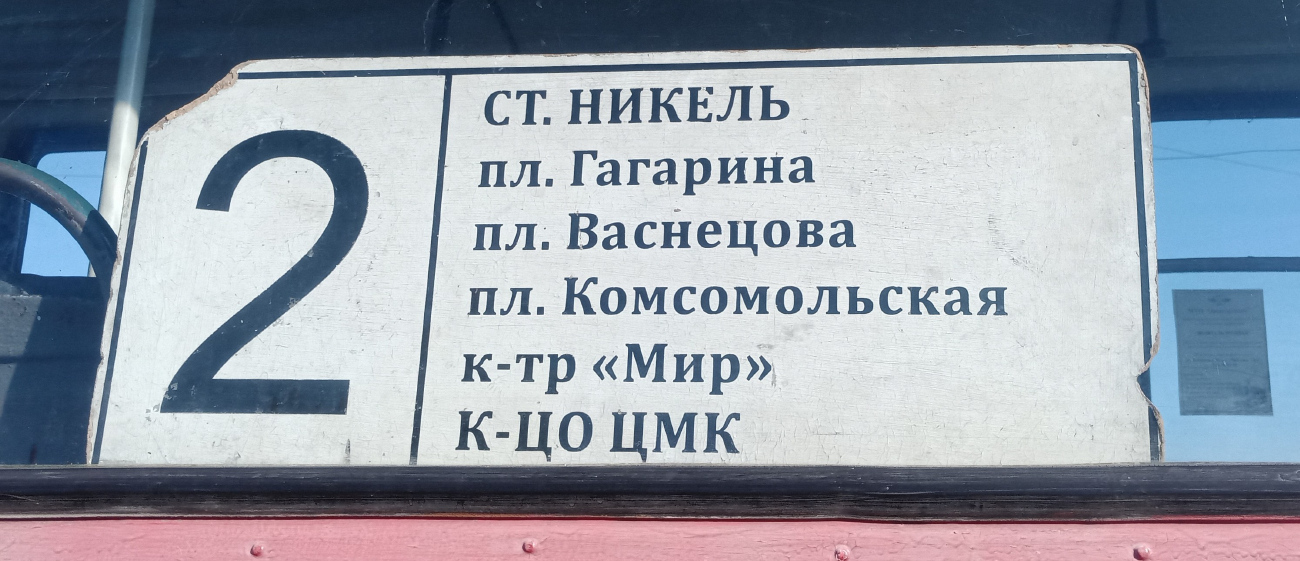 2
СТ. НИКЕЛЬ
пл. Гагарина
пл. Васнецова
пл. Комсомольская
к-тр «Мир»
К-ЦО ЦМК